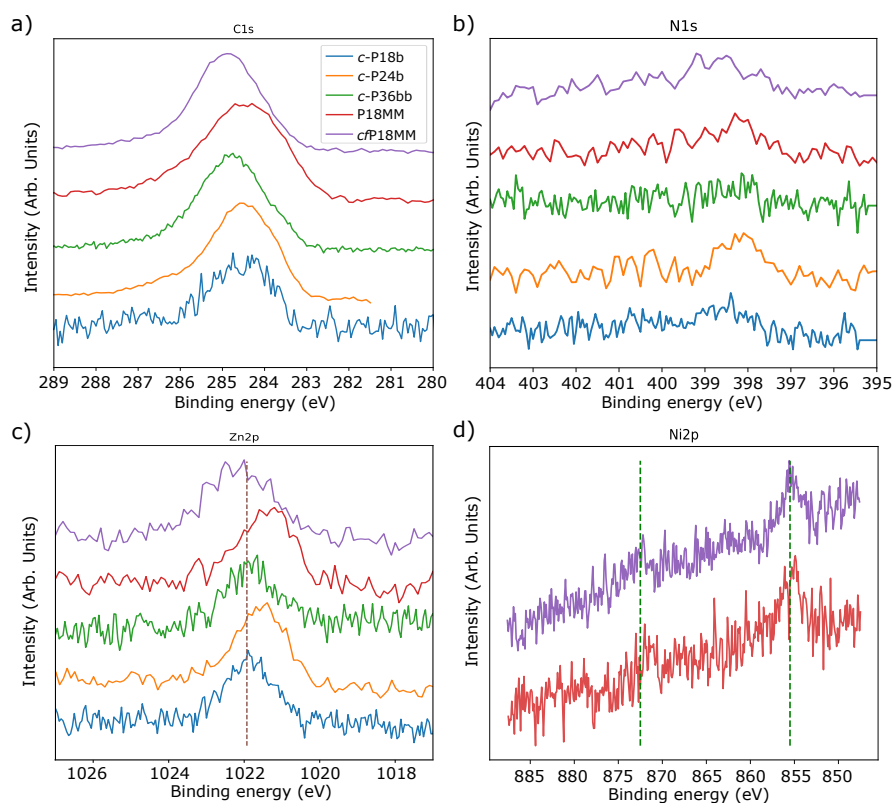 a)
C1s
c-P18b
c-P24b
c-P36bb
P18MM
cfP18MM
Intensity (Arb. Units)
289 288 287 286 285 284 283 282 281 280
Binding energy (eV)
b)
N1s
Intensity (Arb. Units)
404 403 402 401 400 399 398 397 396 395
Binding energy (eV)
c)
Zn2p
Intensity (Arb. Units)
1026 1024 1022 1020 1018
Binding energy (eV)
d)
Ni2p
Intensity (Arb. Units)
885 880 875 870 865 860 855 850
Binding energy (eV)